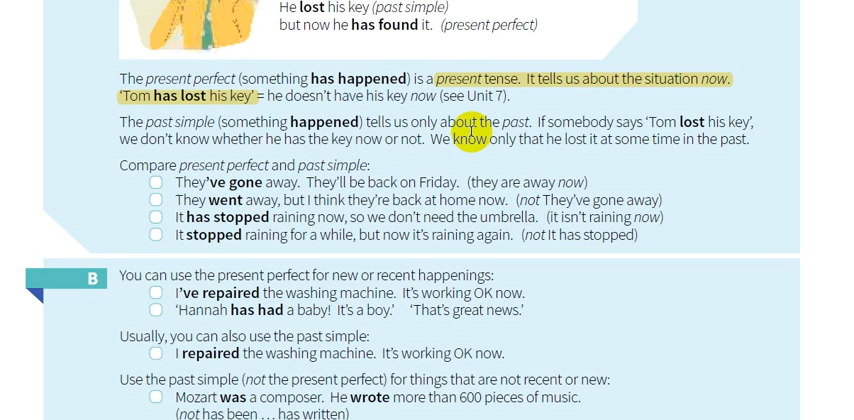 He lost his key (past simple)
but now he has found it. (present perfect)
The present perfect (something has happened) is a present tense. It tells us about the situation now.
‘Tom has lost his key’ = he doesn’t have his key now (see Unit 7).
The past simple (something happened) tells us only about the past. If somebody says ‘Tom lost his key’,
we don’t know whether he has the key now or not. We know only that he lost it at some time in the past.
Compare present perfect and past simple:
They’ve gone away. They’ll be back on Friday. (they are away now)
They went away, but I think they’re back at home now. (not They’ve gone away)
It has stopped raining now, so we don’t need the umbrella. (it isn’t raining now)
It stopped raining for a while, but now it’s raining again. (not It has stopped)
B
You can use the present perfect for new or recent happenings:
I’ve repaired the washing machine. It’s working OK now.
‘Hannah has had a baby! It’s a boy.’ ‘That’s great news.’
Usually, you can also use the past simple:
I repaired the washing machine. It’s working OK now.
Use the past simple (not the present perfect) for things that are not recent or new:
Mozart was a composer. He wrote more than 600 pieces of music.
(not has been … has written)